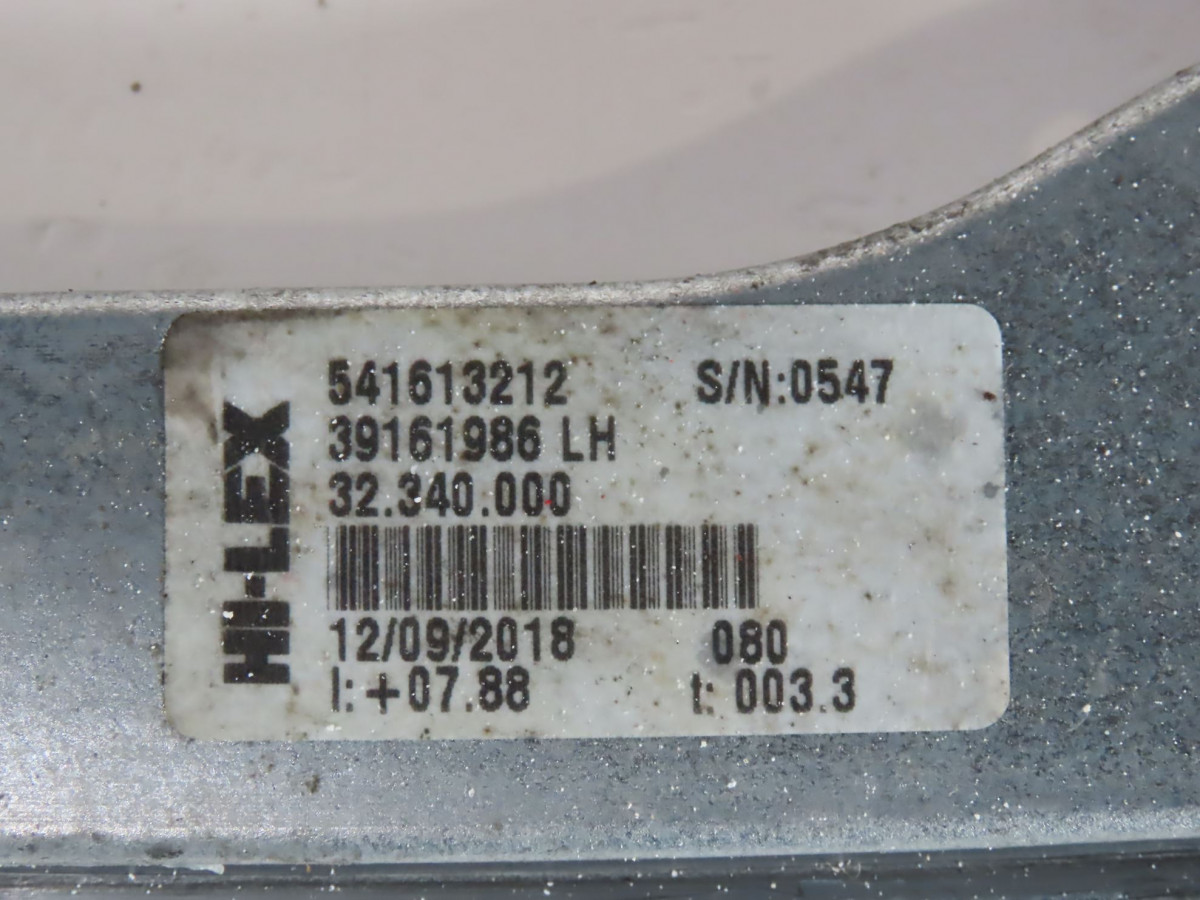 HI-LEX
541613212 S/N:0547
39161986 LH
32.340.000
12/09/2018 080
I:+07.88 t: 003.3